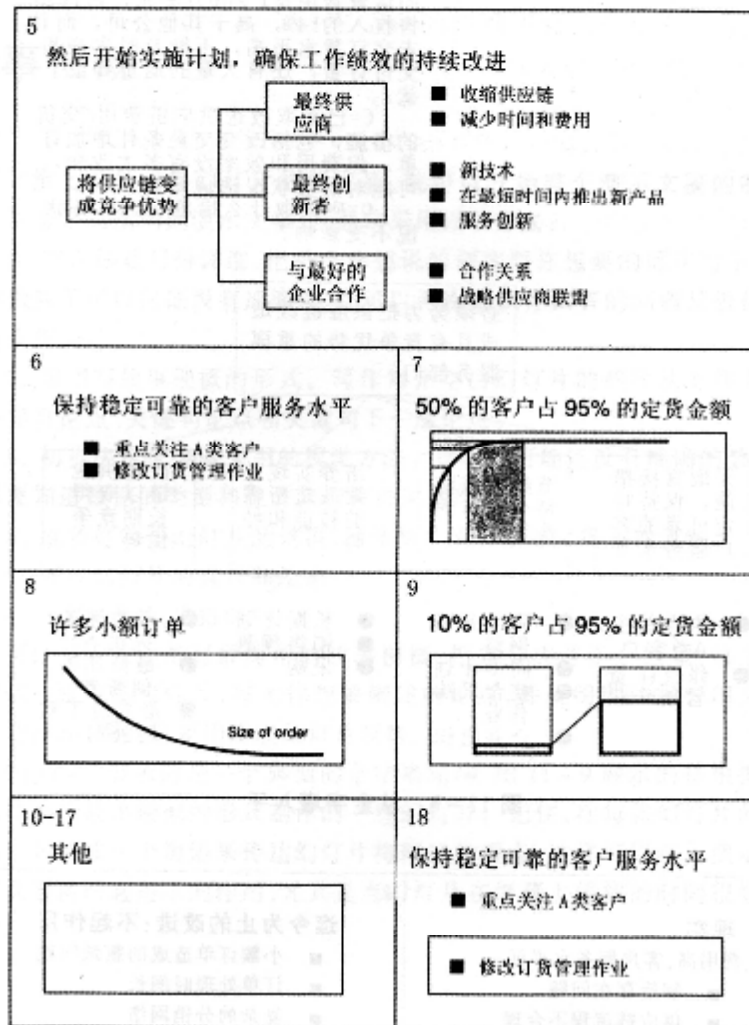 5
然后开始实施计划，确保工作绩效的持续改进
最终供
应商
■ 收缩供应链
■ 减少时间和费用
将供应链变
成竞争优势
最终创
新者
■ 新技术
■ 在最短时间内推出新产品
■ 服务创新
与最好的
企业合作
■ 合作关系
■ 战略供应商联盟
6
保持稳定可靠的客户服务水平
■ 重点关注A类客户
■ 修改订货管理作业
7
50% 的客户占 95% 的定货金额
8
许多小额订单
Size of order
9
10% 的客户占 95% 的定货金额
10-17
其他
18
保持稳定可靠的客户服务水平
■ 重点关注A类客户
■ 修改订货管理作业